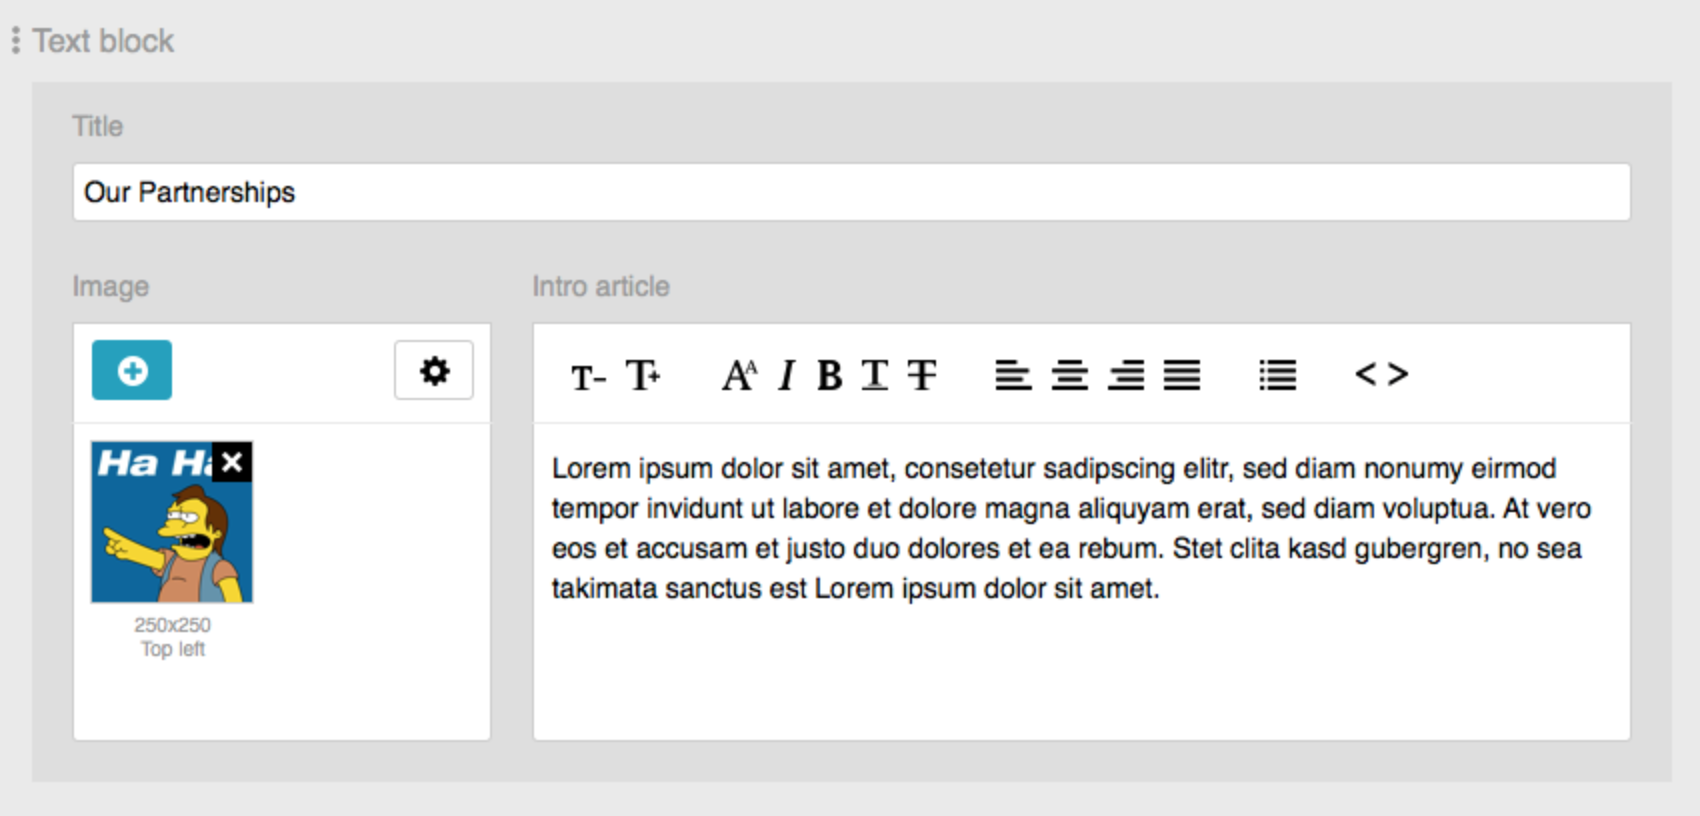 Text block
Title
Our Partnerships
Image
Intro article
T- T+ AA I B T T < >
Ha Ha
Lorem ipsum dolor sit amet, consetetur sadipscing elitr, sed diam nonumy eirmod
tempor invidunt ut labore et dolore magna aliquyam erat, sed diam voluptua. At vero
eos et accusam et justo duo dolores et ea rebum. Stet clita kasd gubergren, no sea
takimata sanctus est Lorem ipsum dolor sit amet.
250x250
Top left